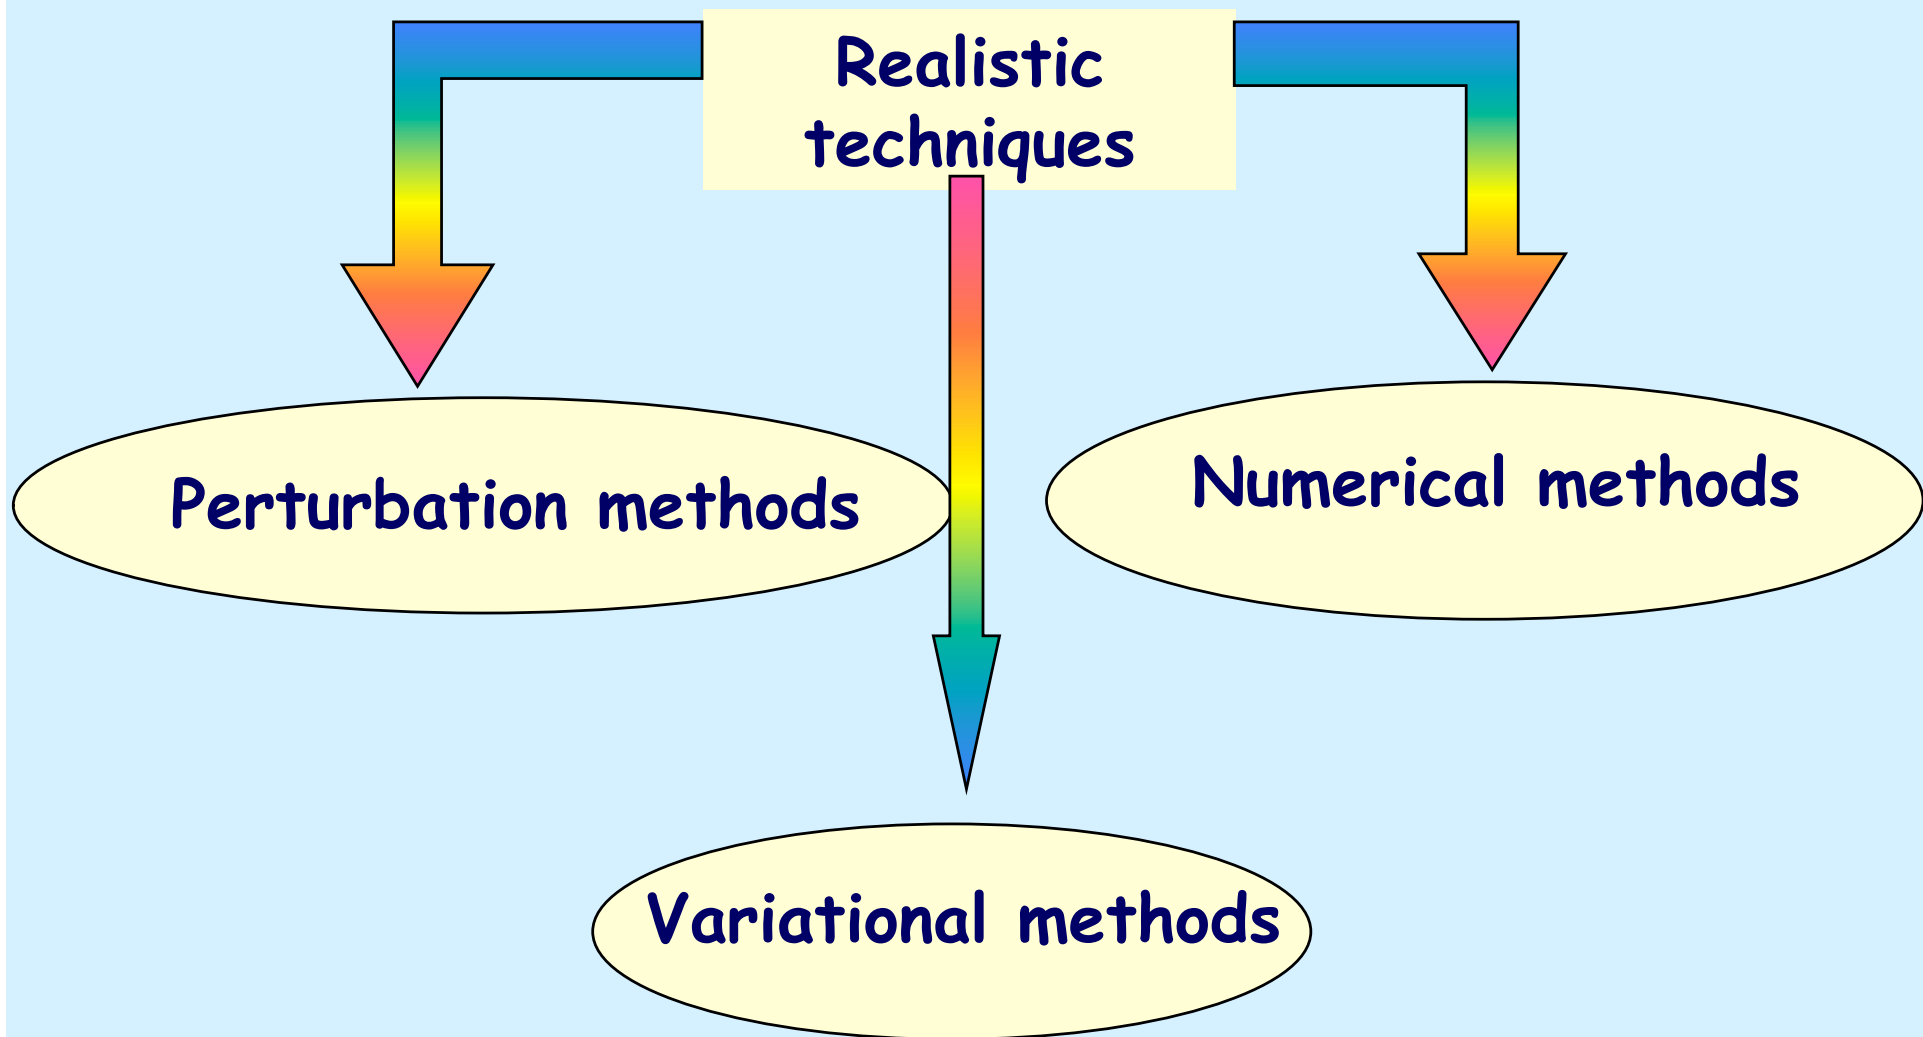 Realistic
techniques
Perturbation methods
Numerical methods
Variational methods